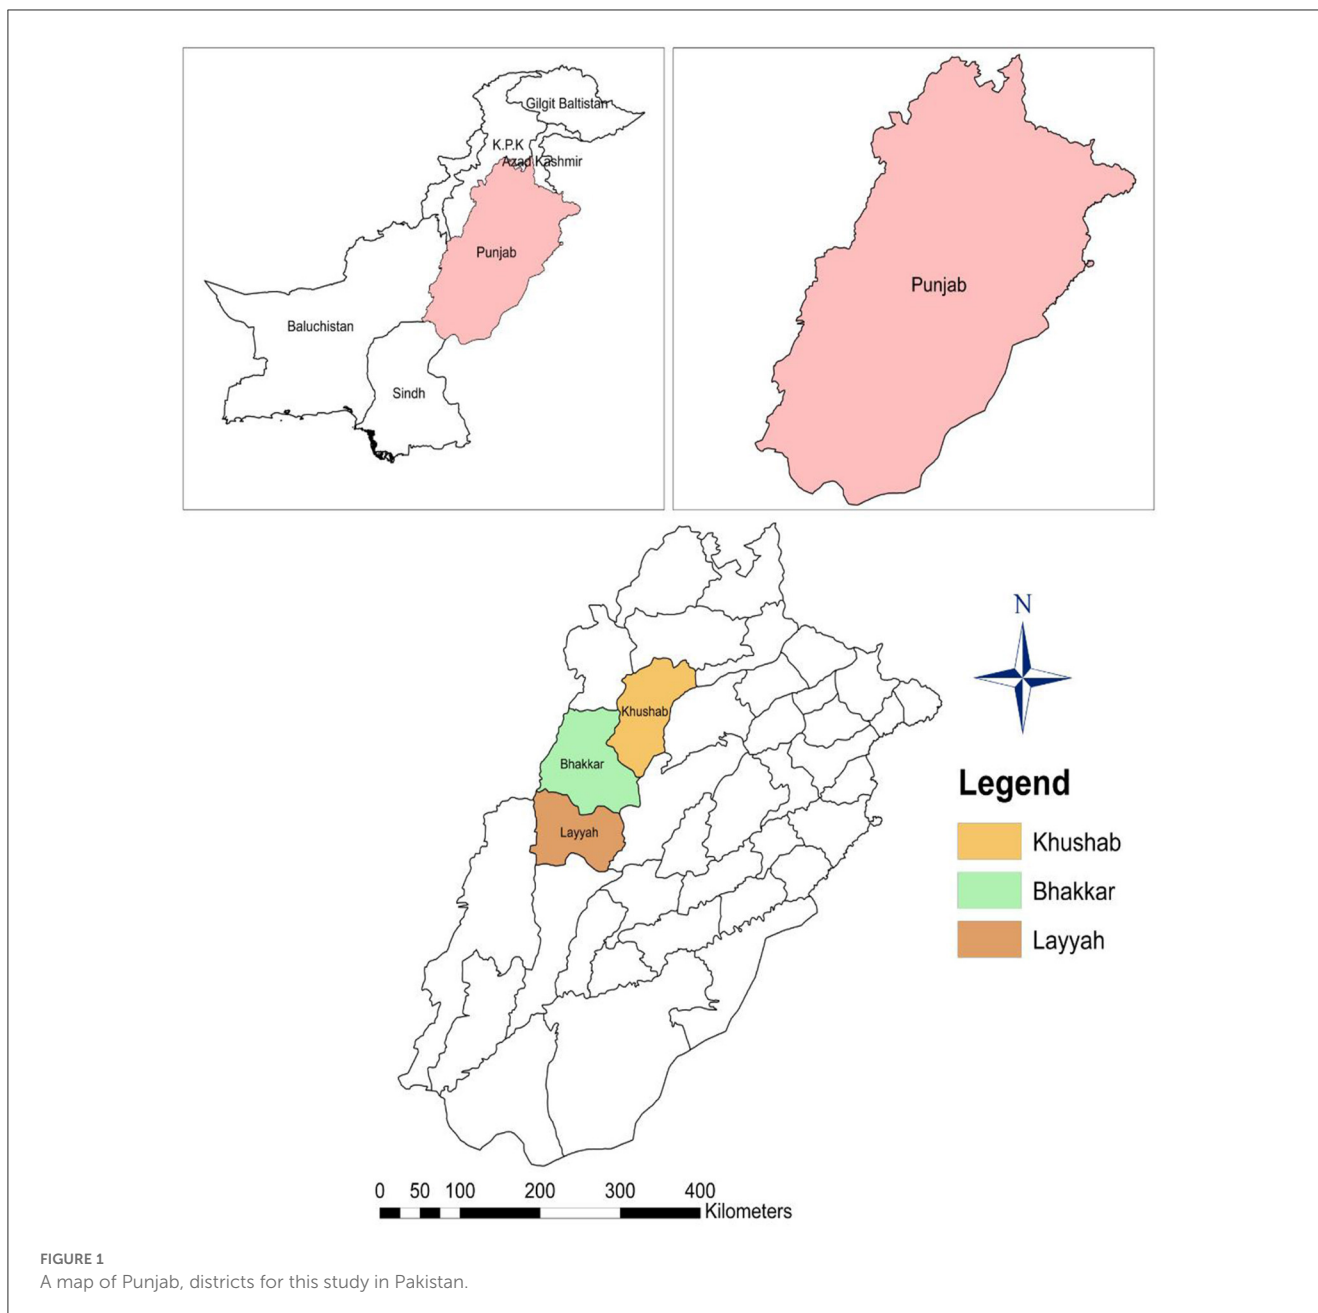 Gilgit Baltistan
K.P.K
Azad Kashmir
Punjab
Baluchistan
Sindh
Punjab
N
Khushab
Bhakkar
Layyah
Legend
Khushab
Bhakkar
Layyah
0 50 100 200 300 400
Kilometers
FIGURE 1
A map of Punjab, districts for this study in Pakistan.